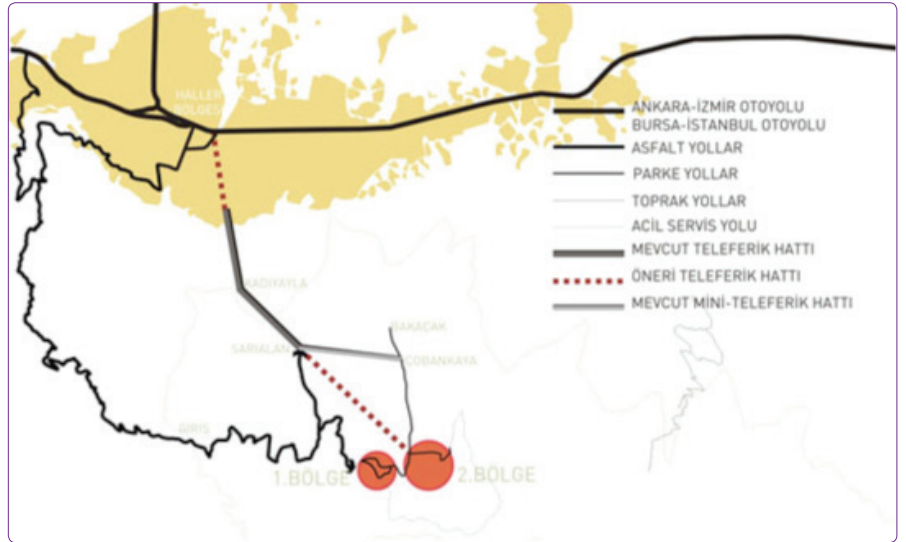 HALLER
BÖLGESİ
ANKARA-İZMİR OTOYOLU
BURSA-İSTANBUL OTOYOLU
ASFALT YOLLAR
PARKE YOLLAR
TOPRAK YOLLAR
ACİL SERVİS YOLU
MEVCUT TELEFERİK HATTI
ÖNERİ TELEFERİK HATTI
MEVCUT MİNİ-TELEFERİK HATTI
KADIYAYLA
BAKACAK
SARIALAN
ÇOBANKAYA
GİRİŞ
1.BÖLGE
2.BÖLGE